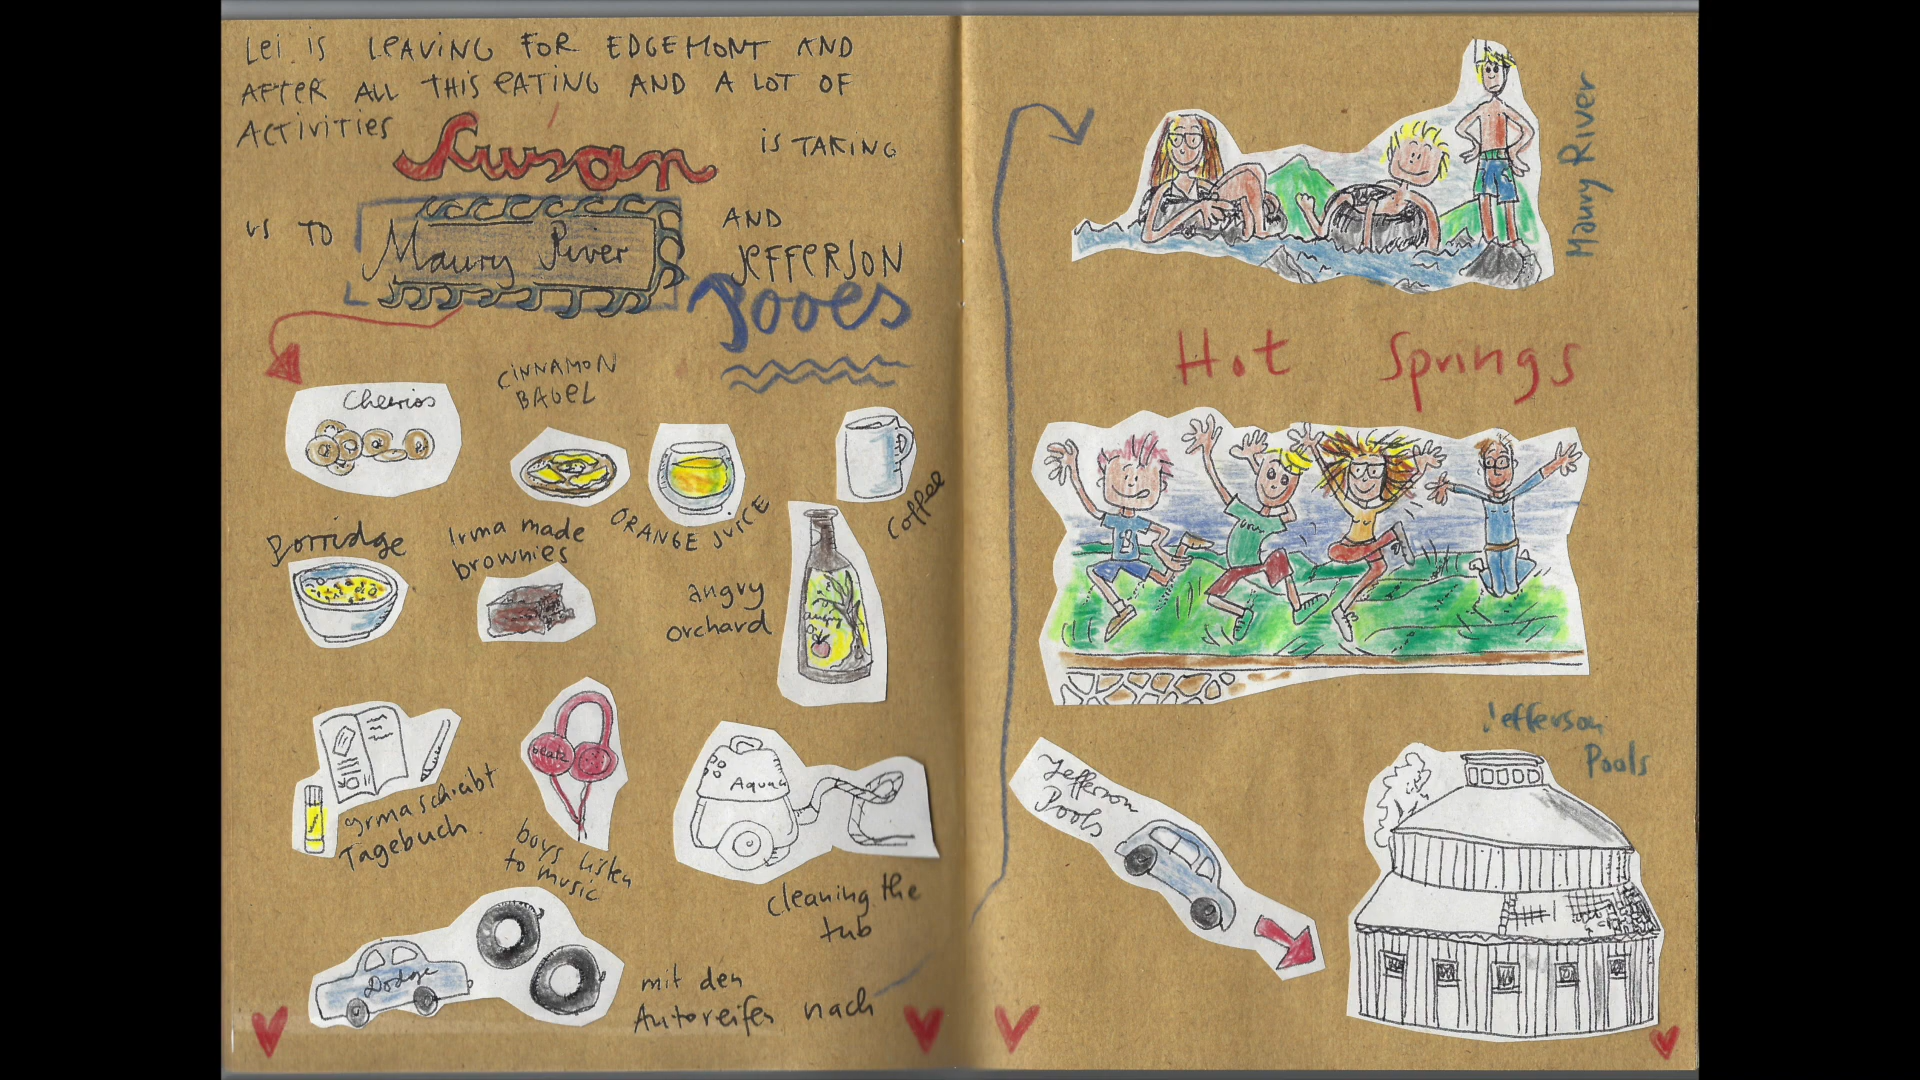 Lei is LEAVING FOR EDGEMONT AND
AFTER ALL THIS EATING AND A LOT OF
ACTIVITIES
Susan
is TAKING
us TO
Maury River
AND
JEFFERSON
Pooes
Cheerios
CINNAMON
BAGEL
ORANGE JUICE
Coffee
Porridge
Irma made
brownies
angry
orchard
angry
beats
Aqua
Irma schreibt
Tagebuch.
boys listen
to music
cleaning the
tub
Dodge
mit den
Autoreifen nach
Maury River
Hot Springs
Jefferson
Pools
Jefferson
Pools